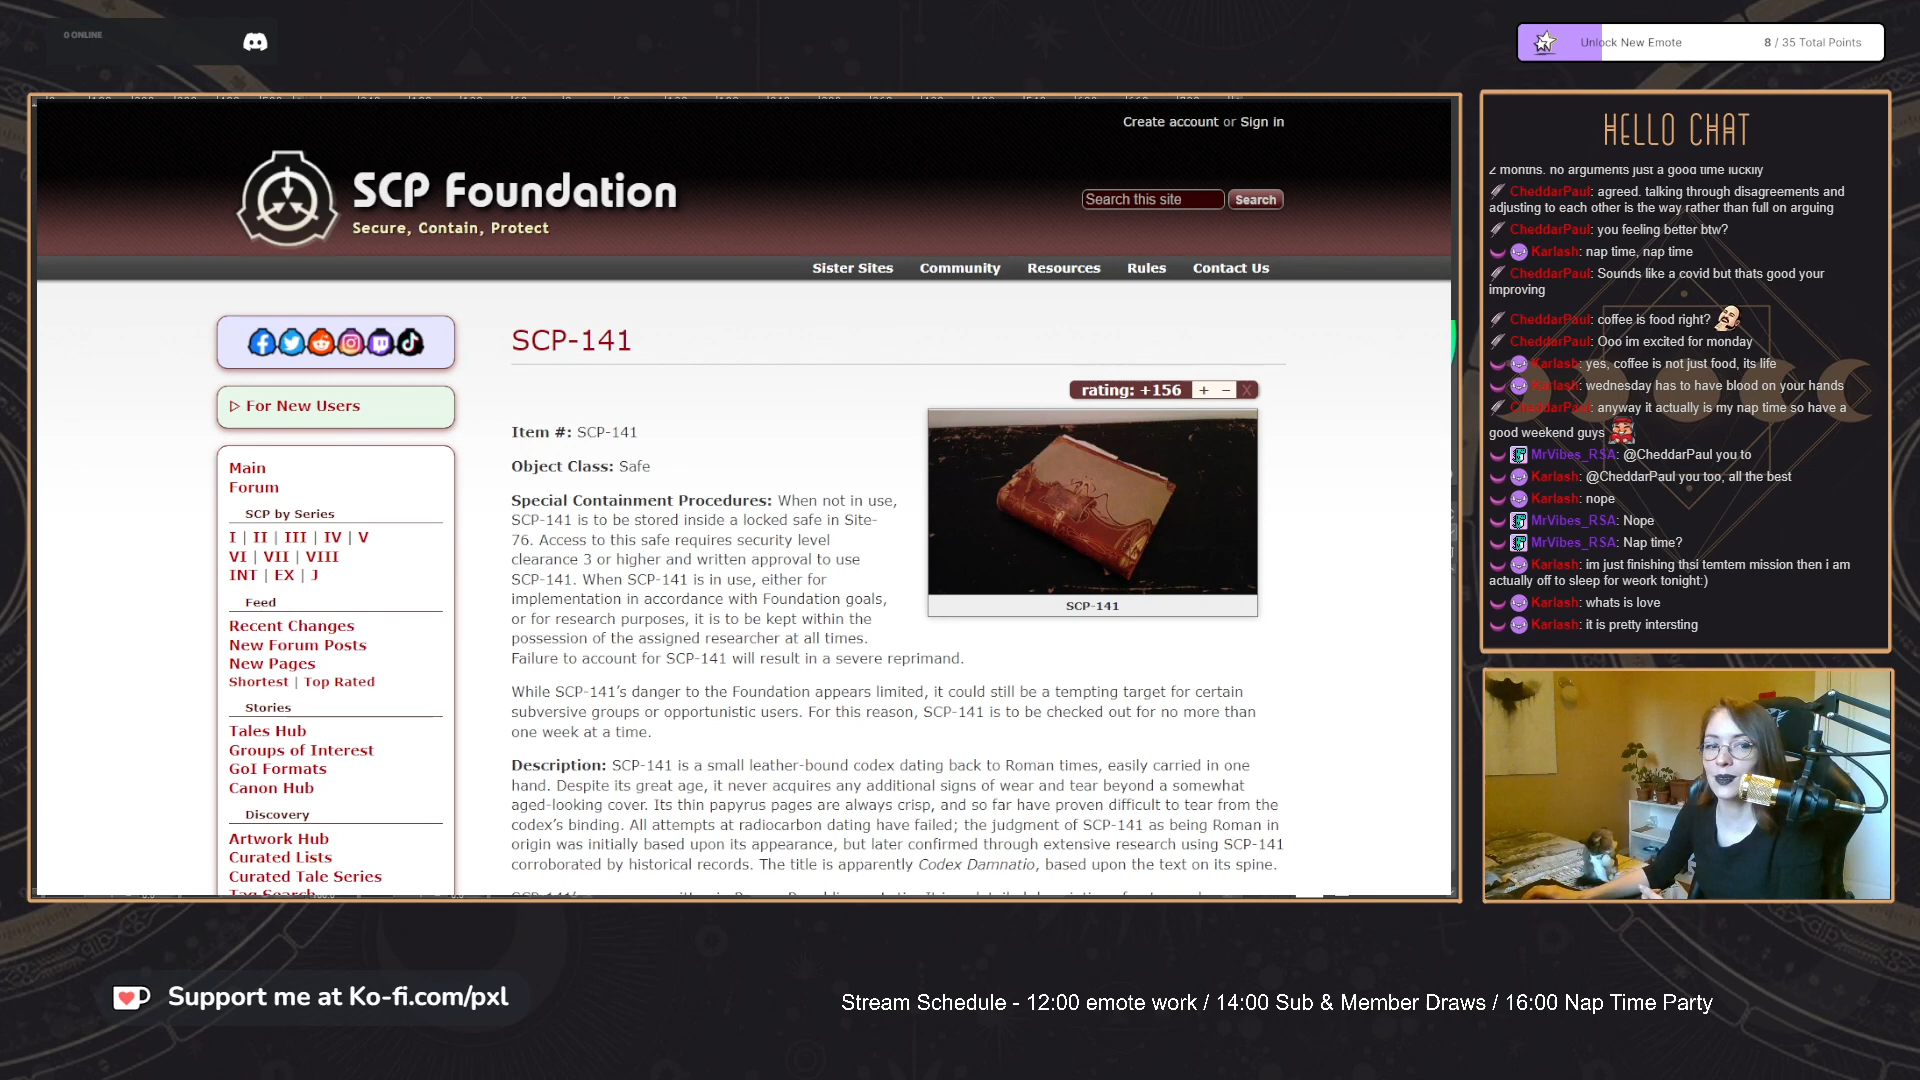 0 ONLINE
Unlock New Emote
8 / 35 Total Points
Create account or Sign in
SCP Foundation
Secure, Contain, Protect
Search this site
Search
Sister Sites
Community
Resources
Rules
Contact Us
▷ For New Users
Main
Forum
SCP by Series
I | II | III | IV | V
VI | VII | VIII
INT | EX | J
Feed
Recent Changes
New Forum Posts
New Pages
Shortest | Top Rated
Stories
Tales Hub
Groups of Interest
GoI Formats
Canon Hub
Discovery
Artwork Hub
Curated Lists
Curated Tale Series
Tag Search
SCP-141
rating: +156 + − X
Item #: SCP-141
Object Class: Safe
Special Containment Procedures: When not in use,
SCP-141 is to be stored inside a locked safe in Site-
76. Access to this safe requires security level
clearance 3 or higher and written approval to use
SCP-141. When SCP-141 is in use, either for
implementation in accordance with Foundation goals,
or for research purposes, it is to be kept within the
possession of the assigned researcher at all times.
Failure to account for SCP-141 will result in a severe reprimand.
SCP-141
While SCP-141’s danger to the Foundation appears limited, it could still be a tempting target for certain
subversive groups or opportunistic users. For this reason, SCP-141 is to be checked out for no more than
one week at a time.
Description: SCP-141 is a small leather-bound codex dating back to Roman times, easily carried in one
hand. Despite its great age, it never acquires any additional signs of wear and tear beyond a somewhat
aged-looking cover. Its thin papyrus pages are always crisp, and so far have proven difficult to tear from the
codex’s binding. All attempts at radiocarbon dating have failed; the judgment of SCP-141 as being Roman in
origin was initially based upon its appearance, but later confirmed through extensive research using SCP-141
corroborated by historical records. The title is apparently Codex Damnatio, based upon the text on its spine.
HELLO CHAT
2 months. no arguments just a good time luckily
CheddarPaul: agreed. talking through disagreements and
adjusting to each other is the way rather than full on arguing
CheddarPaul: you feeling better btw?
Karlash: nap time, nap time
CheddarPaul: Sounds like a covid but thats good your
improving
CheddarPaul: coffee is food right?
CheddarPaul: Ooo im excited for monday
Karlash: yes, coffee is not just food, its life
Karlash: wednesday has to have blood on your hands
CheddarPaul: anyway it actually is my nap time so have a
good weekend guys
MrVibes_RSA: @CheddarPaul you to
Karlash: @CheddarPaul you too, all the best
Karlash: nope
MrVibes_RSA: Nope
MrVibes_RSA: Nap time?
Karlash: im just finishing thsi temtem mission then i am
actually off to sleep for weork tonight:)
Karlash: whats is love
Karlash: it is pretty intersting
Support me at Ko-fi.com/pxl
Stream Schedule - 12:00 emote work / 14:00 Sub & Member Draws / 16:00 Nap Time Party